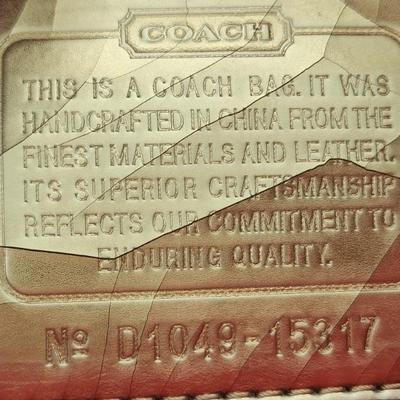 COACH
THIS IS A COACH BAG. IT WAS
HANDCRAFTED IN CHINA FROM THE
FINEST MATERIALS AND LEATHER.
ITS SUPERIOR CRAFTSMANSHIP
REFLECTS OUR COMMITMENT TO
ENDURING QUALITY.
Nº D1049-15317